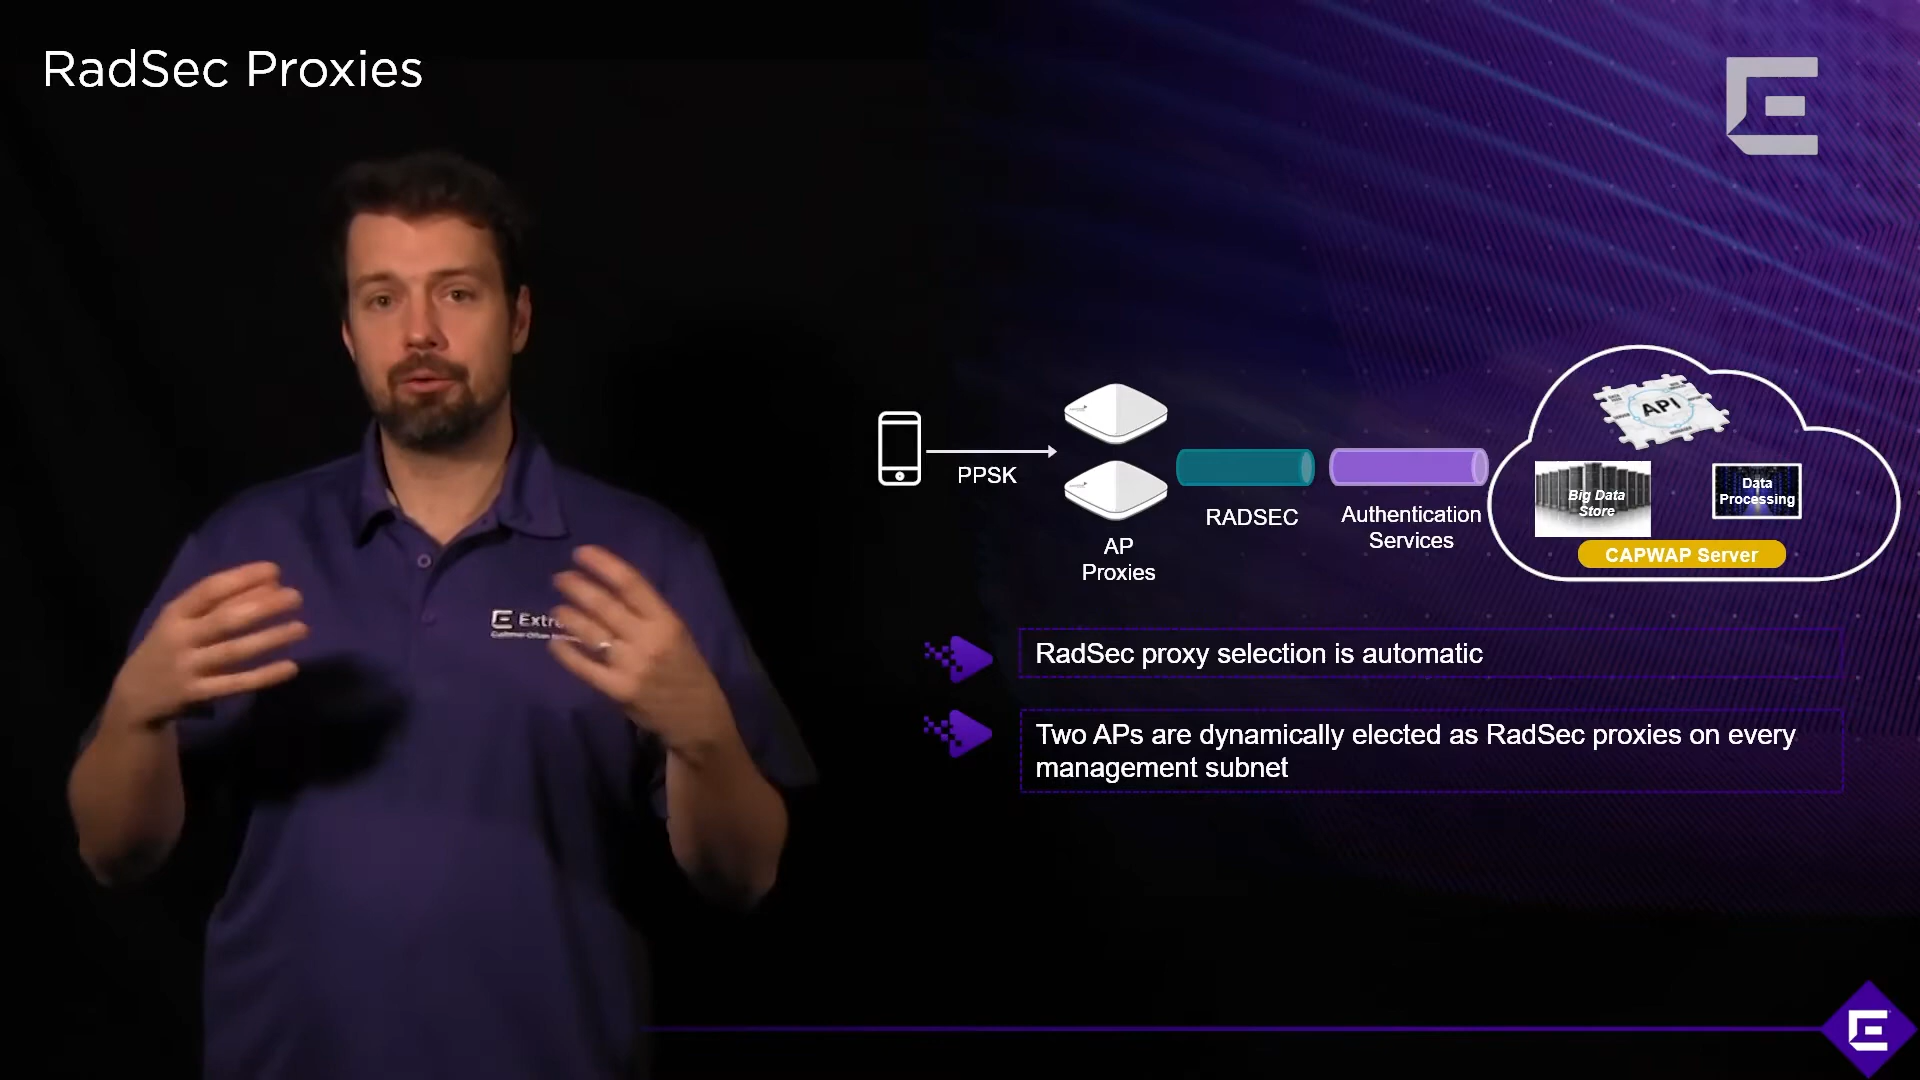 RadSec Proxies
API
PPSK
Big Data
Store
Data
Processing
RADSEC
Authentication
Services
AP
Proxies
CAPWAP Server
RadSec proxy selection is automatic
Two APs are dynamically elected as RadSec proxies on every
management subnet